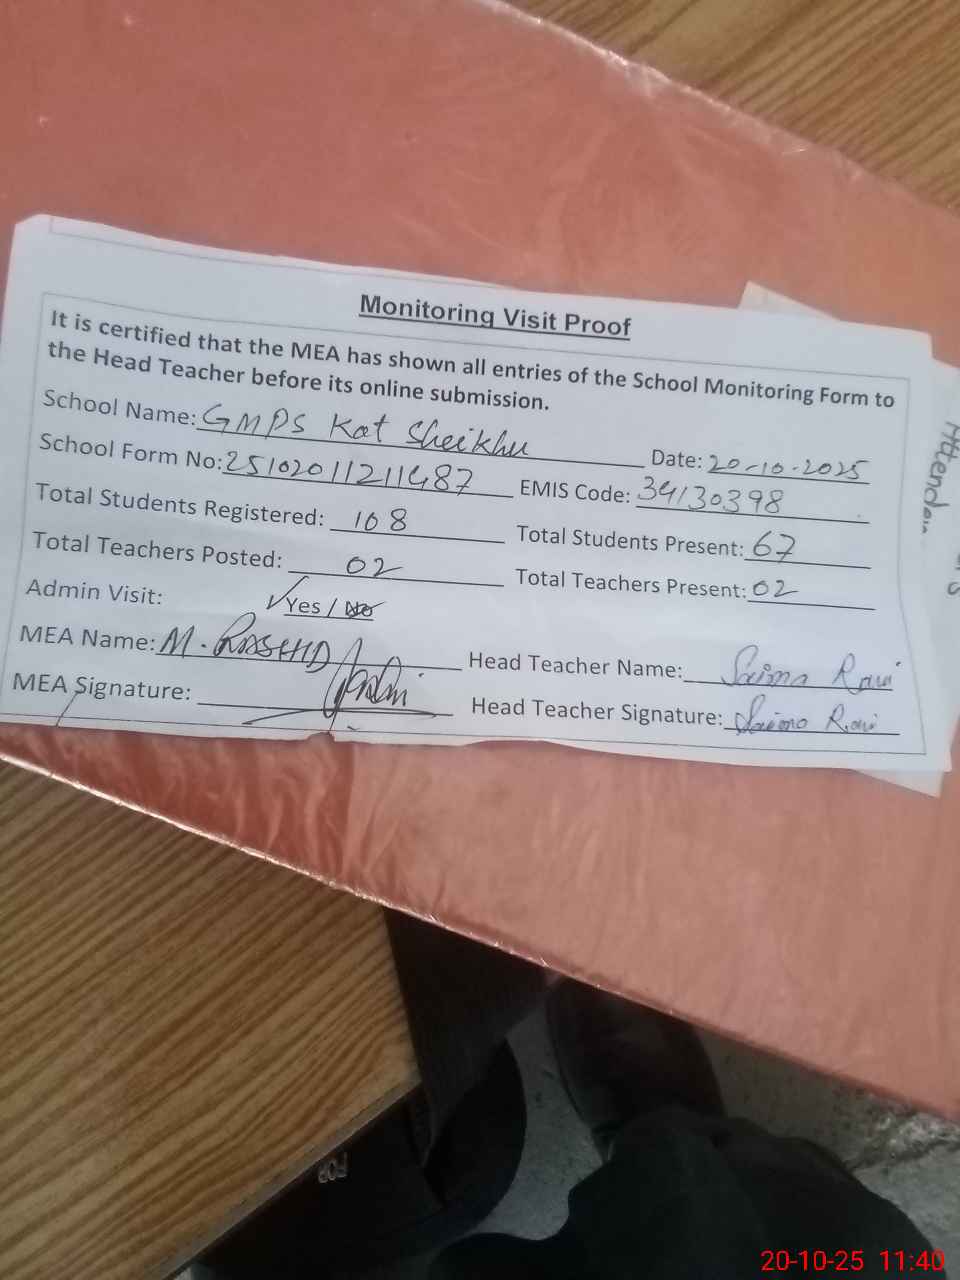 Monitoring Visit Proof
It is certified that the MEA has shown all entries of the School Monitoring Form to
the Head Teacher before its online submission.
School Name: GMPS Kot Sheikhu Date: 20-10-2025
School Form No: 25102011211487 EMIS Code: 34130398
Total Students Registered: 108 Total Students Present: 67
Total Teachers Posted: 02 Total Teachers Present: 02
Admin Visit: ✓Yes / No
MEA Name: M. RASHID Head Teacher Name: Saima Rani
MEA Signature: Head Teacher Signature: Saima Rani
FOR
20-10-25 11:40